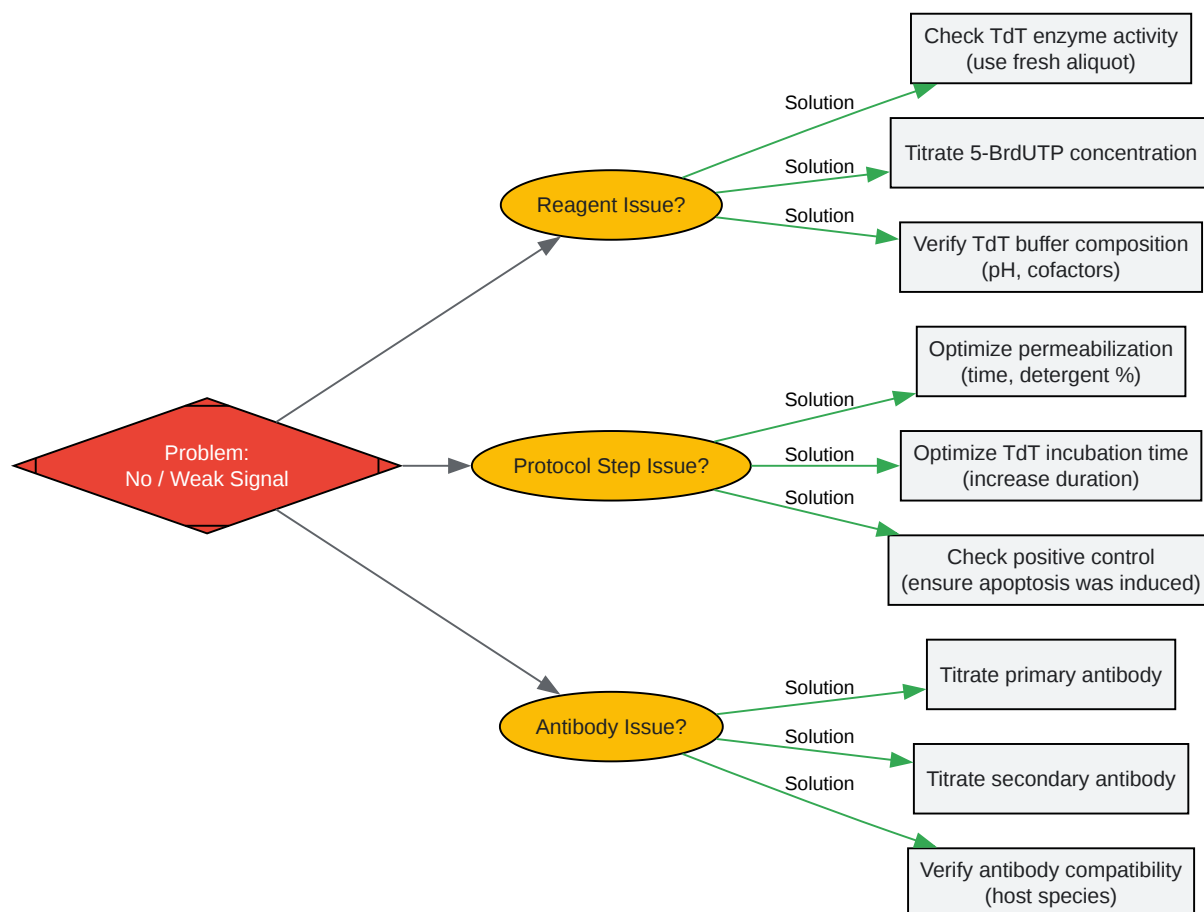 Problem:
No / Weak Signal
Reagent Issue?
Solution
Check TdT enzyme activity
(use fresh aliquot)
Solution
Titrate 5-BrdUTP concentration
Solution
Verify TdT buffer composition
(pH, cofactors)
Protocol Step Issue?
Solution
Optimize permeabilization
(time, detergent %)
Solution
Optimize TdT incubation time
(increase duration)
Solution
Check positive control
(ensure apoptosis was induced)
Antibody Issue?
Solution
Titrate primary antibody
Solution
Titrate secondary antibody
Solution
Verify antibody compatibility
(host species)